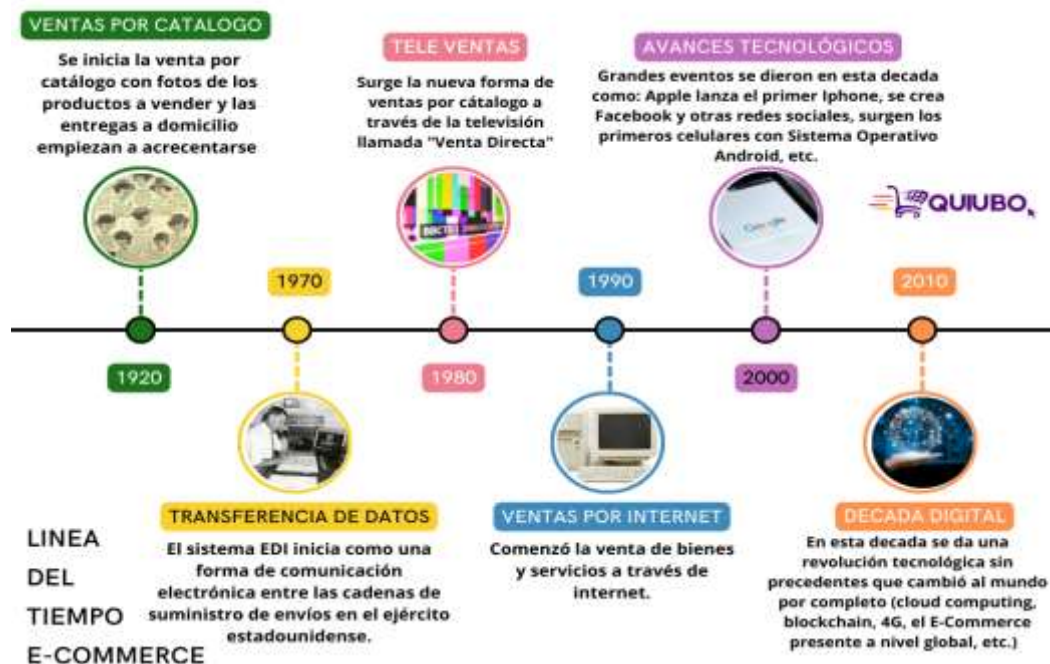 VENTAS POR CATALOGO
Se inicia la venta por
catálogo con fotos de los
productos a vender y las
entregas a domicilio
empiezan a acrecentarse
TELE VENTAS
Surge la nueva forma de
ventas por cátalogo a
través de la televisión
llamada "Venta Directa"
AVANCES TECNOLÓGICOS
Grandes eventos se dieron en esta decada
como: Apple lanza el primer Iphone, se crea
Facebook y otras redes sociales, surgen los
primeros celulares con Sistema Operativo
Android, etc.
Google
QUIUBO
1970
1990
2010
1920
1980
2000
TRANSFERENCIA DE DATOS
El sistema EDI inicia como una
forma de comunicación
electrónica entre las cadenas de
suministro de envíos en el ejército
estadounidense.
VENTAS POR INTERNET
Comenzó la venta de bienes
y servicios a través de
internet.
DECADA DIGITAL
En esta decada se da una
revolución tecnológica sin
precedentes que cambió al mundo
por completo (cloud computing,
blockchain, 4G, el E-Commerce
presente a nivel global, etc.)
LINEA
DEL
TIEMPO
E-COMMERCE